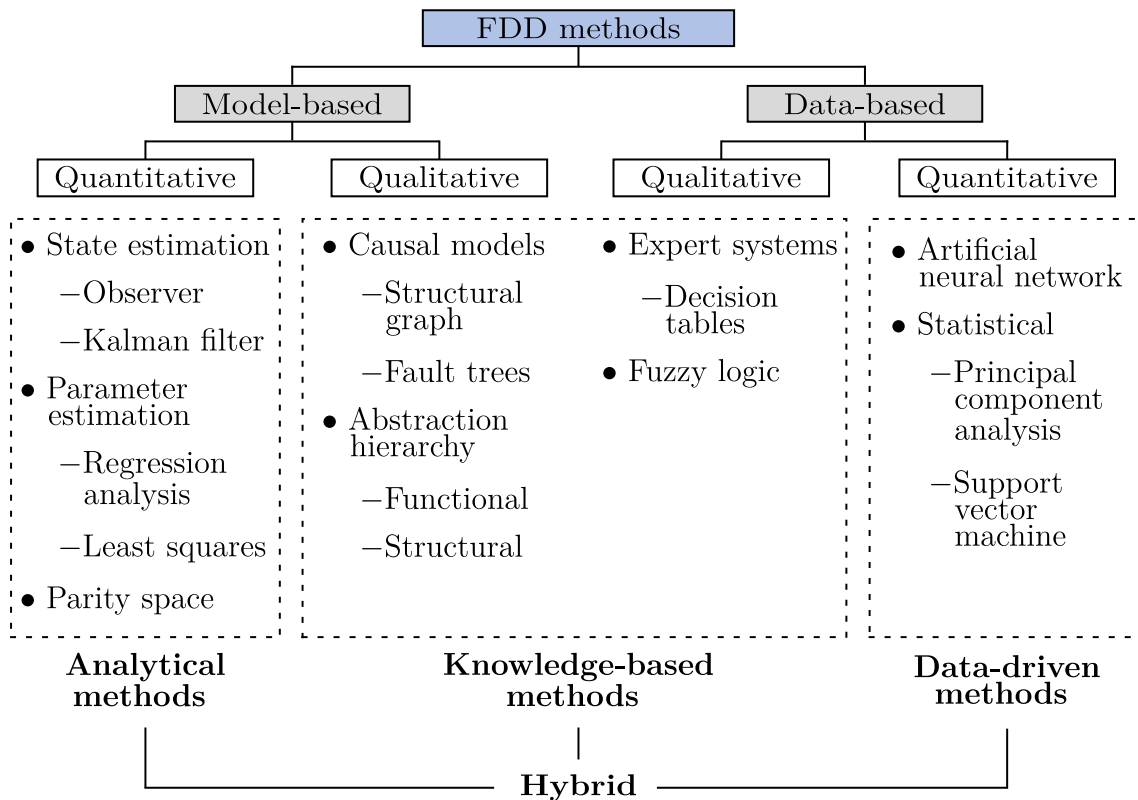 FDD methods
Model-based
Data-based
Quantitative
Qualitative
Qualitative
Quantitative
• State estimation
–Observer
–Kalman filter
• Parameter
estimation
–Regression
analysis
–Least squares
• Parity space
• Causal models
–Structural
graph
–Fault trees
• Abstraction
hierarchy
–Functional
–Structural
• Expert systems
–Decision
tables
• Fuzzy logic
• Artificial
neural network
• Statistical
–Principal
component
analysis
–Support
vector
machine
Analytical
methods
Knowledge-based
methods
Data-driven
methods
Hybrid